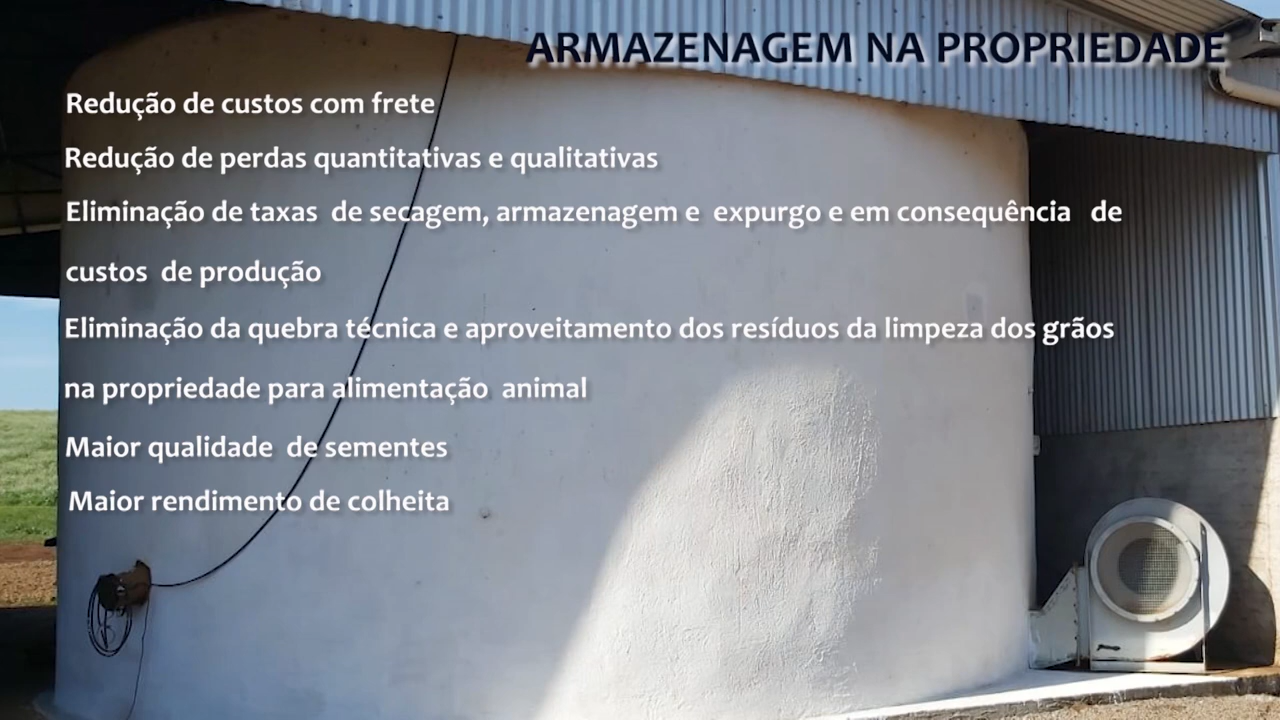 ARMAZENAGEM NA PROPRIEDADE
Redução de custos com frete
Redução de perdas quantitativas e qualitativas
Eliminação de taxas de secagem, armazenagem e expurgo e em consequência de
custos de produção
Eliminação da quebra técnica e aproveitamento dos resíduos da limpeza dos grãos
na propriedade para alimentação animal
Maior qualidade de sementes
Maior rendimento de colheita